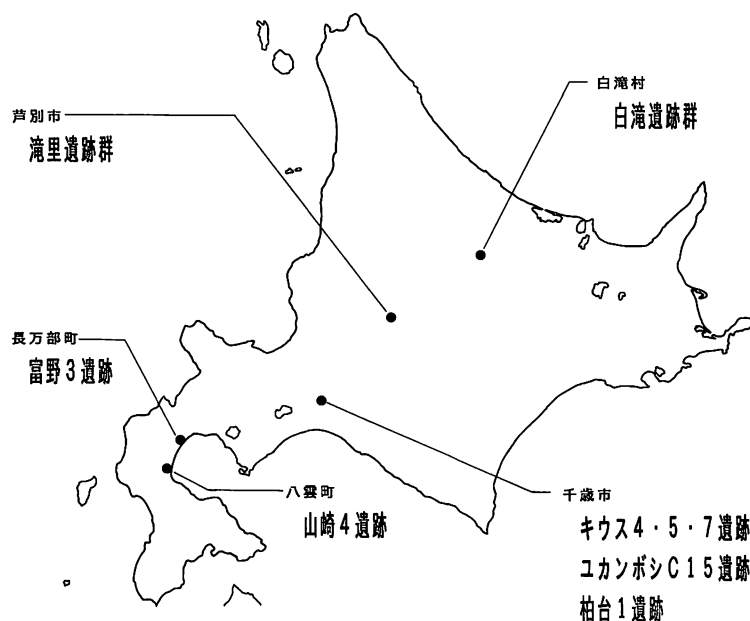 白滝村
白滝遺跡群
芦別市
滝里遺跡群
長万部町
富野3遺跡
八雲町
山崎4遺跡
千歳市
キウス4・5・7遺跡
ユカンボシC15遺跡
柏台1遺跡